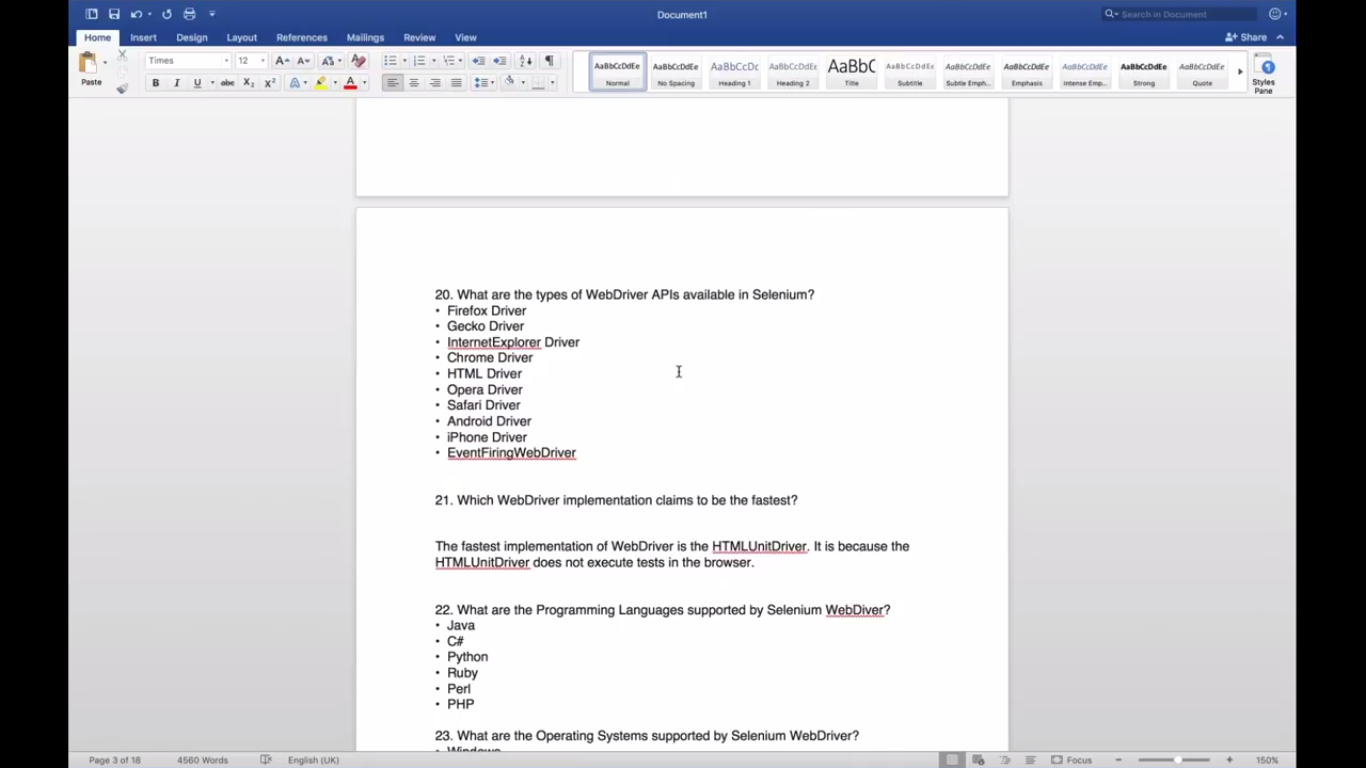 Document1
Search in Document
Home Insert Design Layout References Mailings Review View
Share
Paste
Times
12
AaBbCcDdEe AaBbCcDdEe AaBbCcDc AaBbCcDdEe AaBbC AaBbCcDdEe AaBbCcDdEe AaBbCcDdEe AaBbCcDdEe AaBbCcDdEe AaBbCcDdEe
Normal No Spacing Heading 1 Heading 2 Title Subtitle Subtle Emph... Emphasis Intense Emp... Strong Quote
Styles
Pane
B I U abc X₂ X² A A
20. What are the types of WebDriver APIs available in Selenium?
• Firefox Driver
• Gecko Driver
• InternetExplorer Driver
• Chrome Driver
• HTML Driver
• Opera Driver
• Safari Driver
• Android Driver
• iPhone Driver
• EventFiringWebDriver
21. Which WebDriver implementation claims to be the fastest?
The fastest implementation of WebDriver is the HTMLUnitDriver. It is because the
HTMLUnitDriver does not execute tests in the browser.
22. What are the Programming Languages supported by Selenium WebDiver?
• Java
• C#
• Python
• Ruby
• Perl
• PHP
23. What are the Operating Systems supported by Selenium WebDriver?
• Windows
Page 3 of 18 4560 Words English (UK) Focus 150%